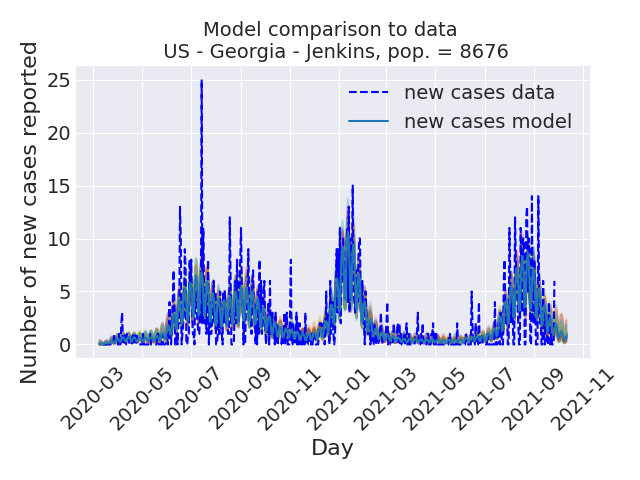 Model comparison to data
US - Georgia - Jenkins, pop. = 8676
Number of new cases reported
25
20
15
10
5
0
new cases data
new cases model
2020-03
2020-05
2020-07
2020-09
2020-11
2021-01
2021-03
2021-05
2021-07
2021-09
2021-11
Day